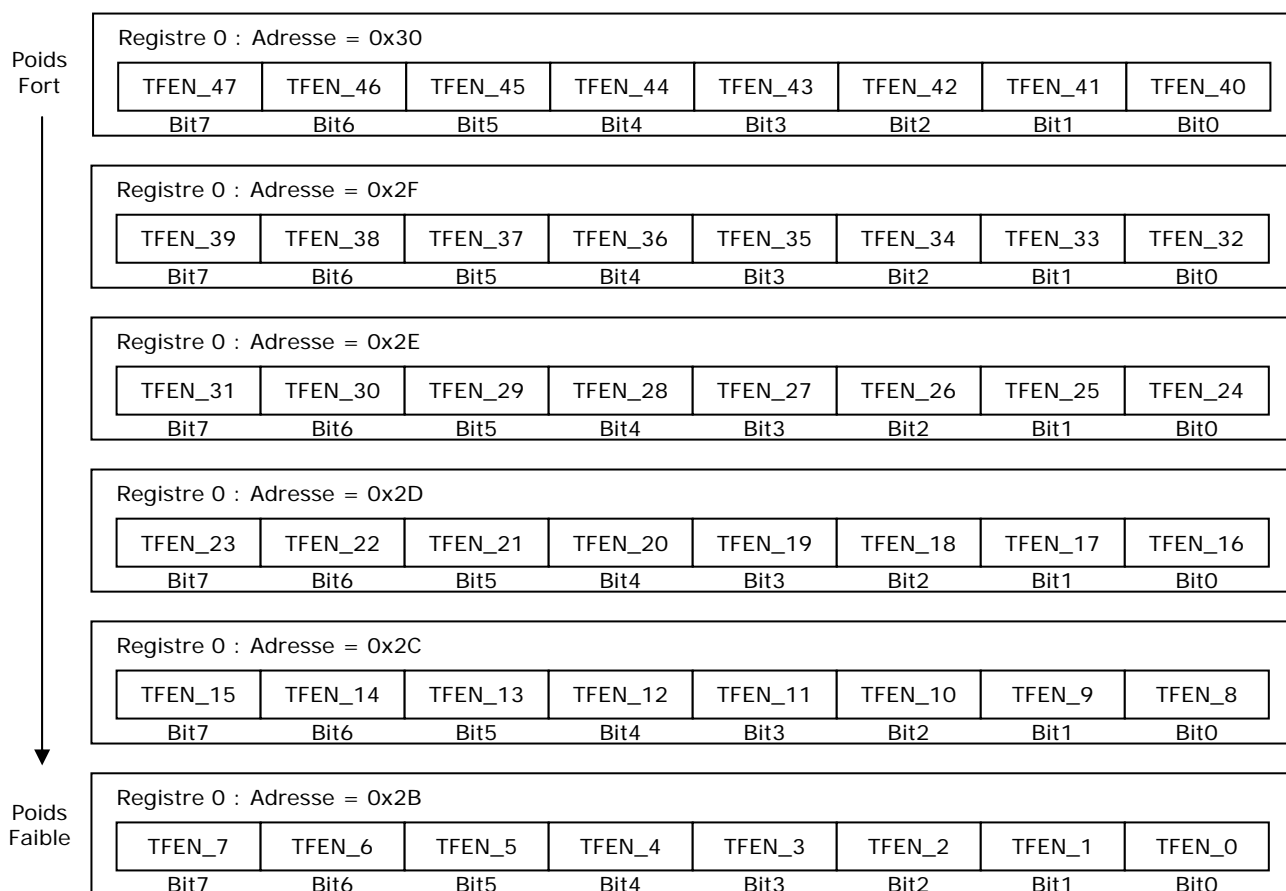 Poids
Fort
Registre 0 : Adresse = 0x30
TFEN_47 TFEN_46 TFEN_45 TFEN_44 TFEN_43 TFEN_42 TFEN_41 TFEN_40
Bit7 Bit6 Bit5 Bit4 Bit3 Bit2 Bit1 Bit0
Registre 0 : Adresse = 0x2F
TFEN_39 TFEN_38 TFEN_37 TFEN_36 TFEN_35 TFEN_34 TFEN_33 TFEN_32
Bit7 Bit6 Bit5 Bit4 Bit3 Bit2 Bit1 Bit0
Registre 0 : Adresse = 0x2E
TFEN_31 TFEN_30 TFEN_29 TFEN_28 TFEN_27 TFEN_26 TFEN_25 TFEN_24
Bit7 Bit6 Bit5 Bit4 Bit3 Bit2 Bit1 Bit0
Registre 0 : Adresse = 0x2D
TFEN_23 TFEN_22 TFEN_21 TFEN_20 TFEN_19 TFEN_18 TFEN_17 TFEN_16
Bit7 Bit6 Bit5 Bit4 Bit3 Bit2 Bit1 Bit0
Registre 0 : Adresse = 0x2C
TFEN_15 TFEN_14 TFEN_13 TFEN_12 TFEN_11 TFEN_10 TFEN_9 TFEN_8
Bit7 Bit6 Bit5 Bit4 Bit3 Bit2 Bit1 Bit0
Poids
Faible
Registre 0 : Adresse = 0x2B
TFEN_7 TFEN_6 TFEN_5 TFEN_4 TFEN_3 TFEN_2 TFEN_1 TFEN_0
Bit7 Bit6 Bit5 Bit4 Bit3 Bit2 Bit1 Bit0